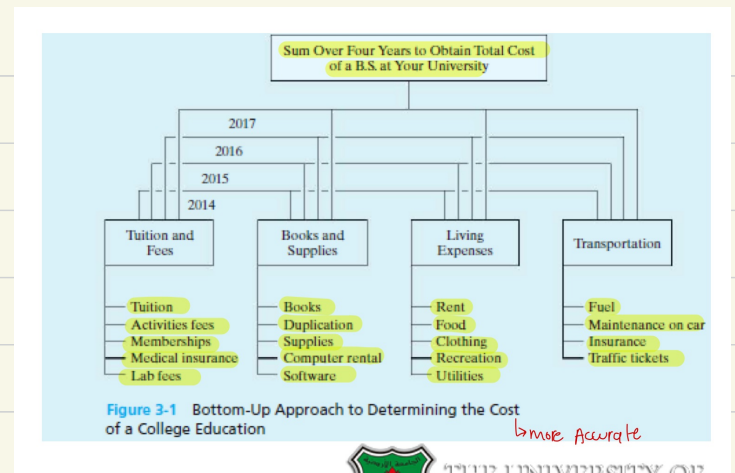 Sum Over Four Years to Obtain Total Cost
of a B.S. at Your University
2017
2016
2015
2014
Tuition and
Fees
Books and
Supplies
Living
Expenses
Transportation
Tuition
Activities fees
Memberships
Medical insurance
Lab fees
Books
Duplication
Supplies
Computer rental
Software
Rent
Food
Clothing
Recreation
Utilities
Fuel
Maintenance on car
Insurance
Traffic tickets
Figure 3-1 Bottom-Up Approach to Determining the Cost
of a College Education
↳more Accurate
THE UNIVERSITY OF